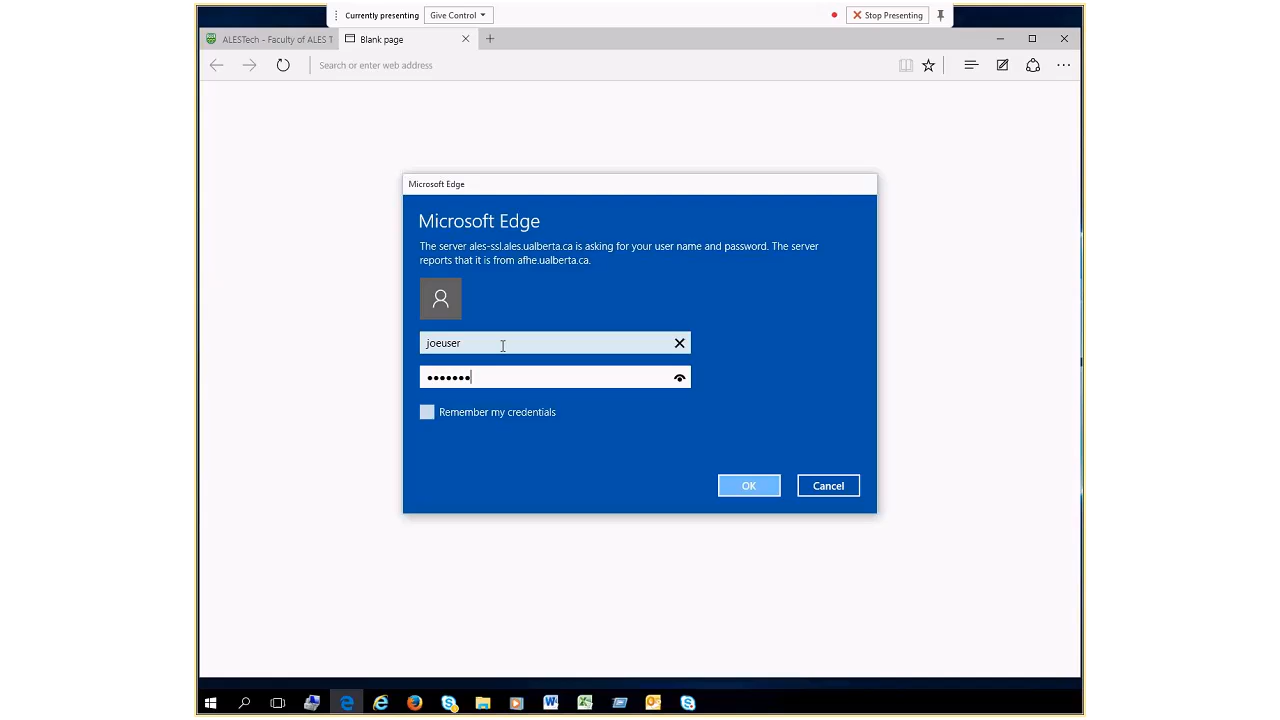 Currently presenting
Give Control
Stop Presenting
ALESTech - Faculty of ALES T
Blank page
Search or enter web address
Microsoft Edge
Microsoft Edge
The server ales-ssl.ales.ualberta.ca is asking for your user name and password. The server
reports that it is from afhe.ualberta.ca.
joeuser
•••••••
Remember my credentials
OK
Cancel